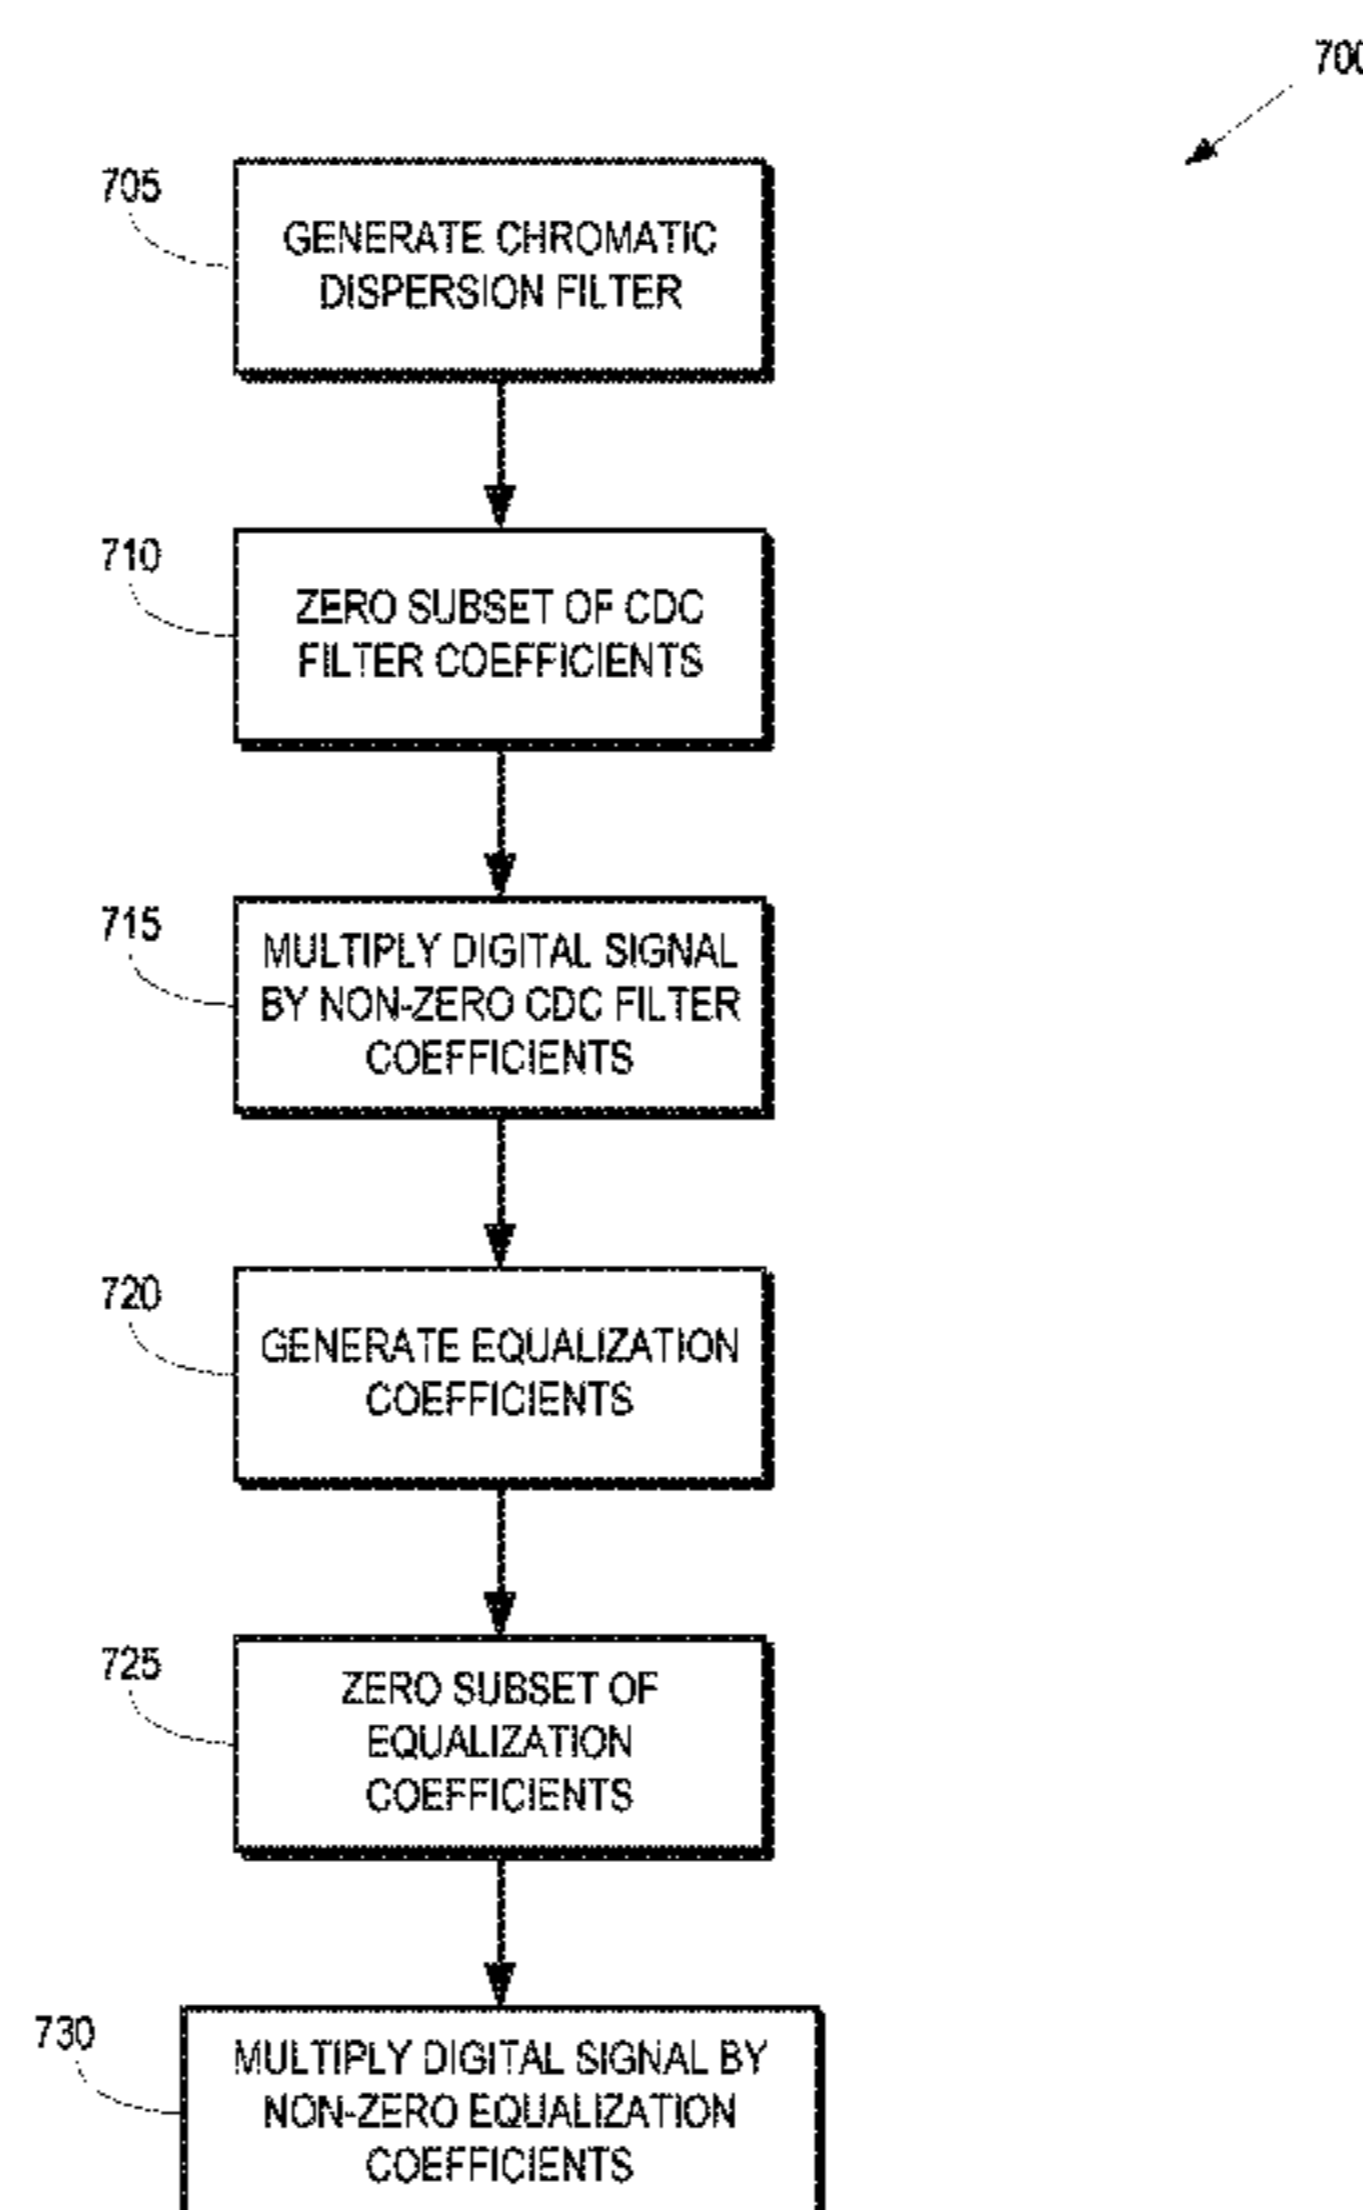 700
705
GENERATE CHROMATIC
DISPERSION FILTER
710
ZERO SUBSET OF CDC
FILTER COEFFICIENTS
715
MULTIPLY DIGITAL SIGNAL
BY NON-ZERO CDC FILTER
COEFFICIENTS
720
GENERATE EQUALIZATION
COEFFICIENTS
725
ZERO SUBSET OF
EQUALIZATION
COEFFICIENTS
730
MULTIPLY DIGITAL SIGNAL BY
NON-ZERO EQUALIZATION
COEFFICIENTS